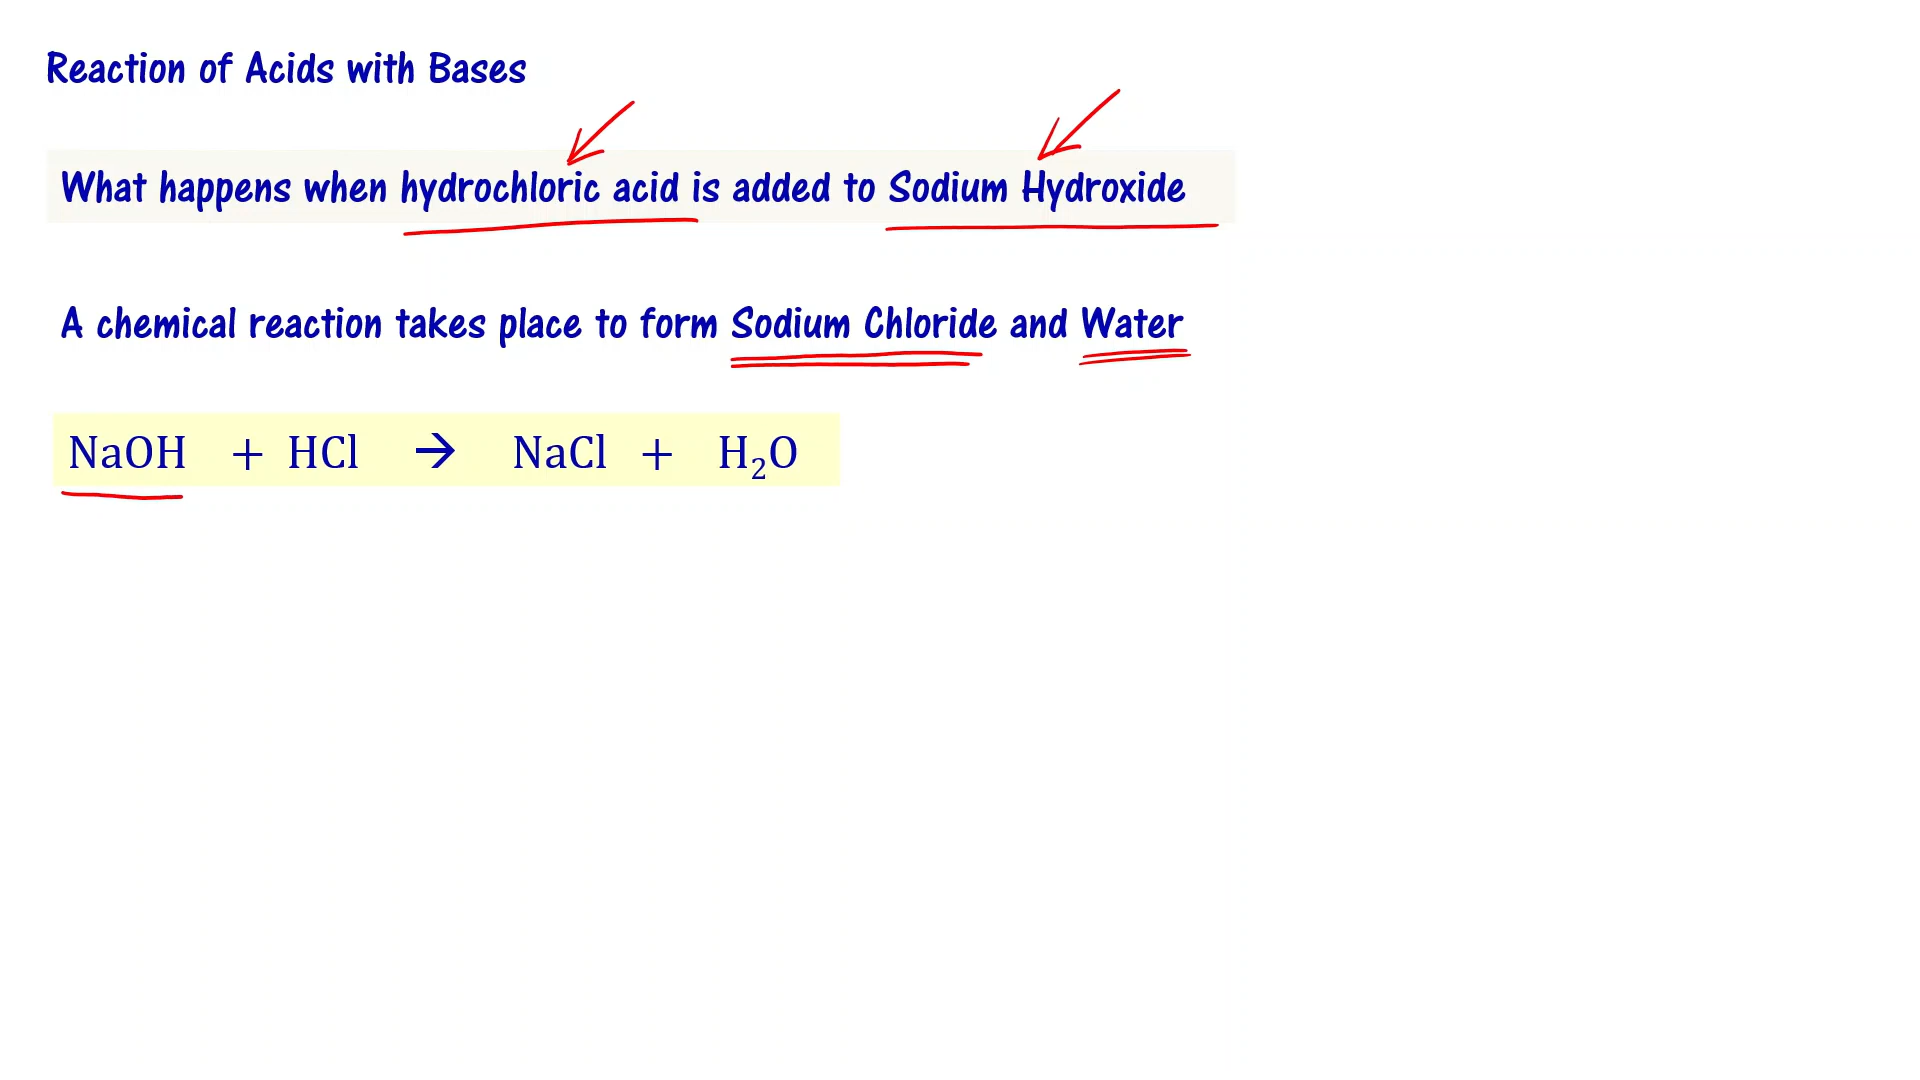 Reaction of Acids with Bases
What happens when hydrochloric acid is added to Sodium Hydroxide
A chemical reaction takes place to form Sodium Chloride and Water
NaOH + HCl → NaCl + H₂O